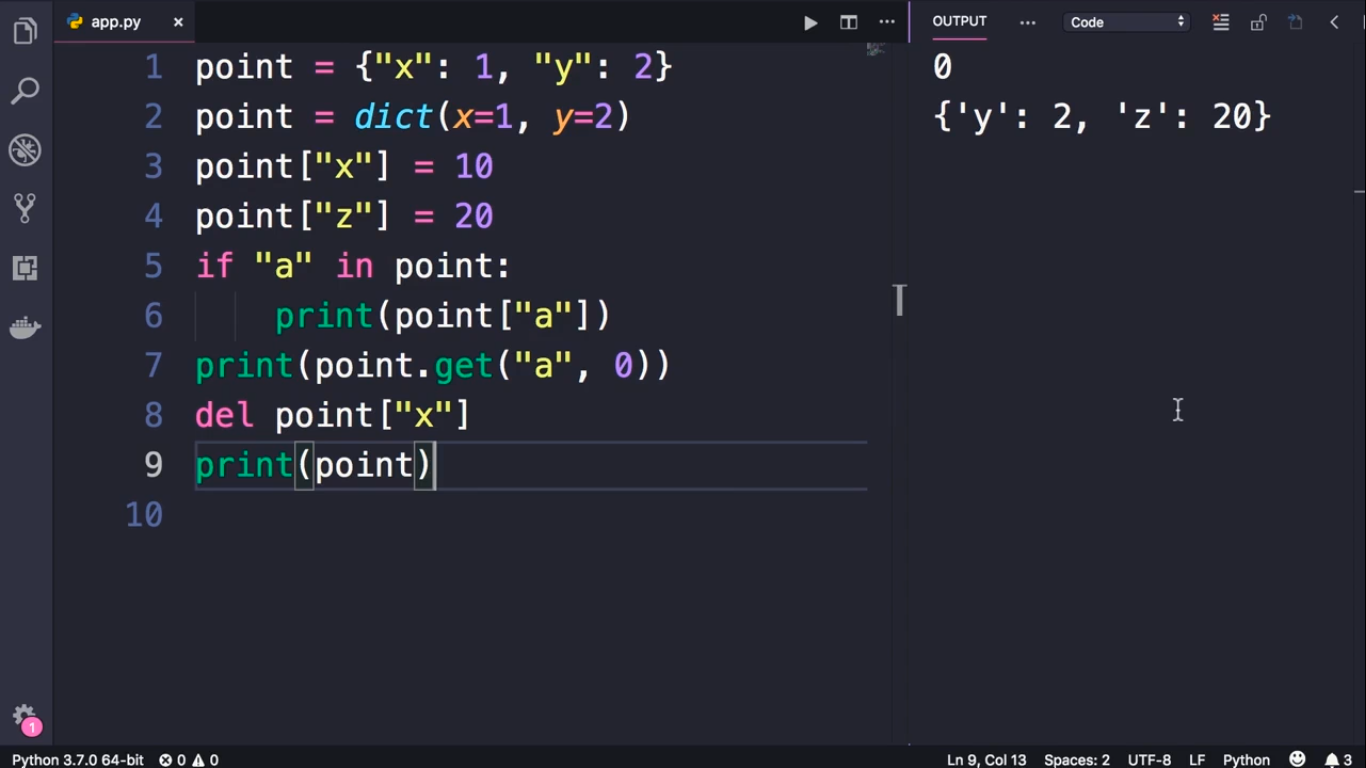 app.py
OUTPUT
Code
1 point = {"x": 1, "y": 2}
2 point = dict(x=1, y=2)
3 point["x"] = 10
4 point["z"] = 20
5 if "a" in point:
6     print(point["a"])
7 print(point.get("a", 0))
8 del point["x"]
9 print(point)
10
0
{'y': 2, 'z': 20}
1
Python 3.7.0 64-bit 0 0 Ln 9, Col 13 Spaces: 2 UTF-8 LF Python 3